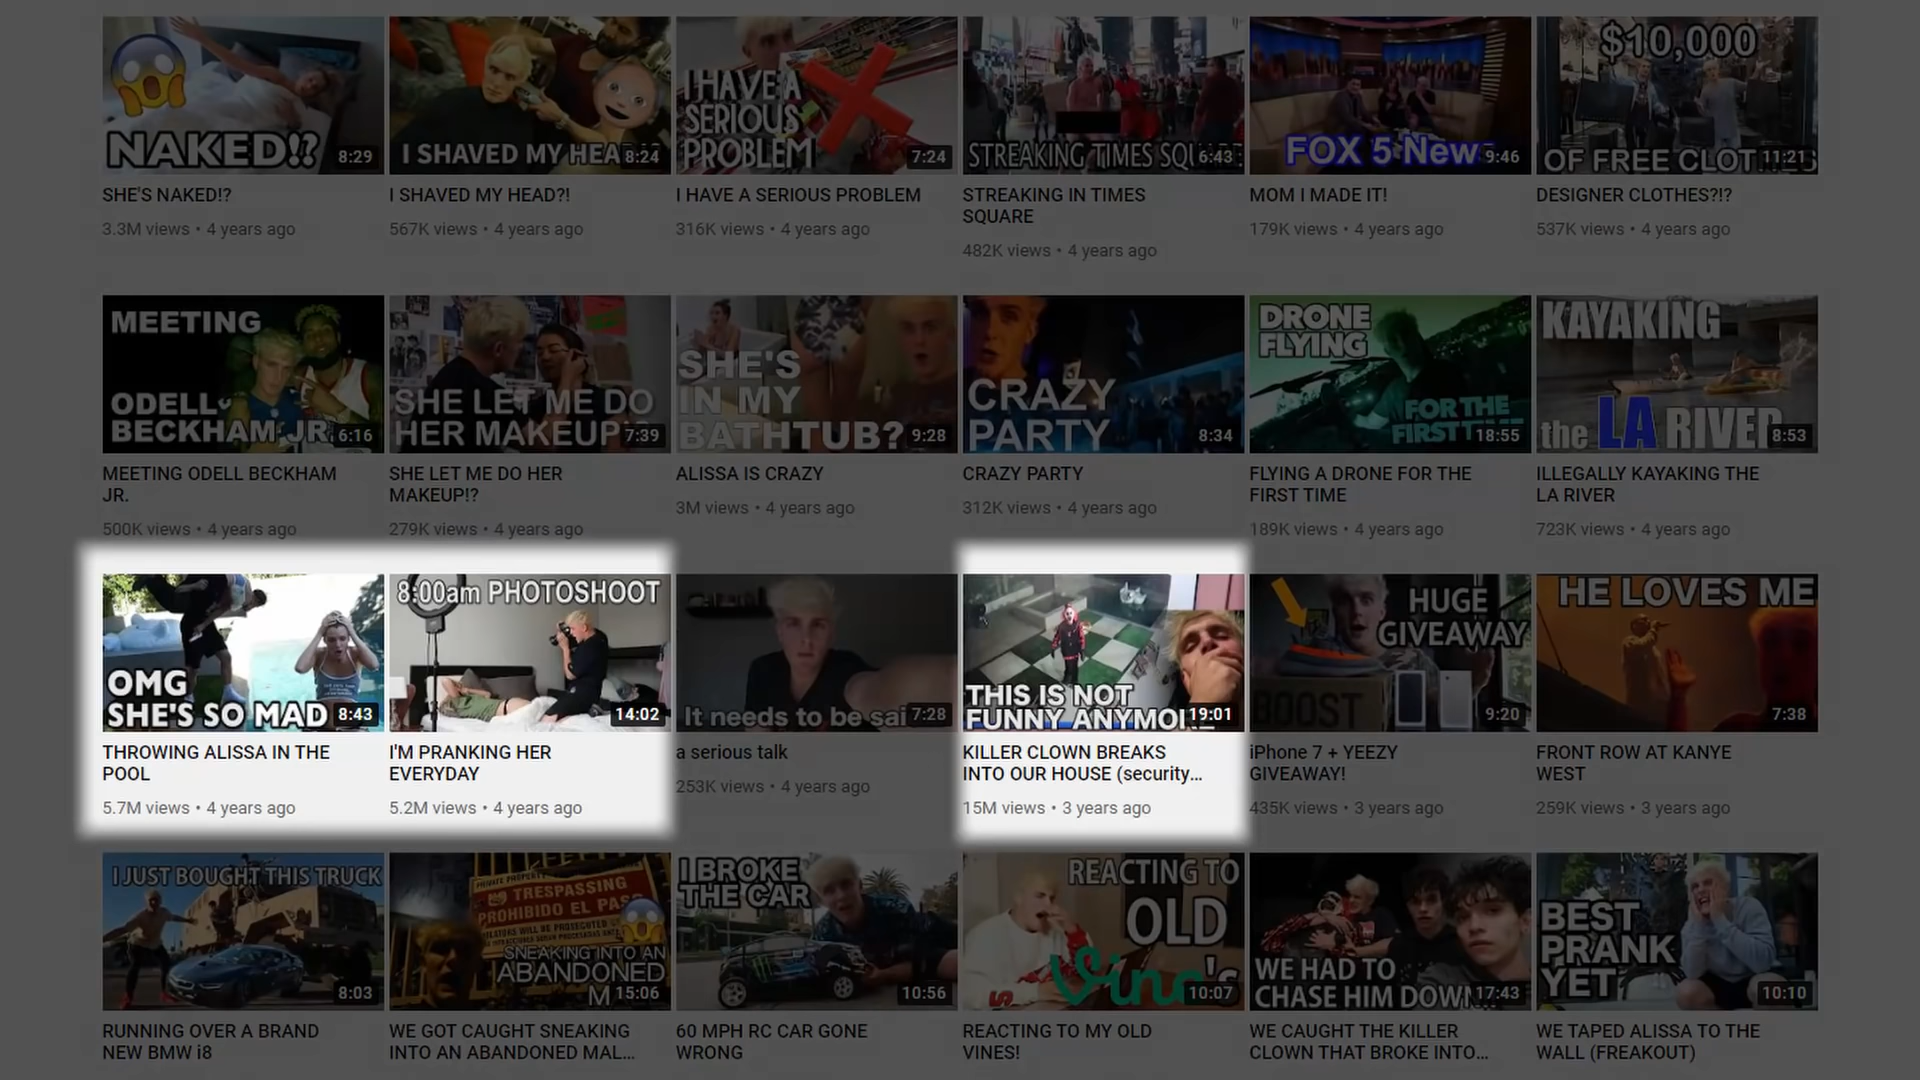 NAKED!?
8:29
I SHAVED MY HEA
8:24
I HAVE A
SERIOUS
PROBLEM
7:24
STREAKING TIMES
6:43
FOX 5 News
9:46
$10,000
OF FREE CLOTHES
11:21
SHE'S NAKED!?
I SHAVED MY HEAD?!
I HAVE A SERIOUS PROBLEM
STREAKING IN TIMES
SQUARE
MOM I MADE IT!
DESIGNER CLOTHES?!?
3.3M views • 4 years ago
567K views • 4 years ago
316K views • 4 years ago
482K views • 4 years ago
179K views • 4 years ago
537K views • 4 years ago
MEETING
ODELL
BECKHAM JR.
6:16
SHE LET ME DO
HER MAKEUP
7:39
SHE'S
IN MY
BATHTUB?
9:28
CRAZY
PARTY
8:34
DRONE
FLYING
FOR THE
FIRST TIME
18:55
KAYAKING
the LA RIVER
8:53
MEETING ODELL BECKHAM
JR.
SHE LET ME DO HER
MAKEUP!?
ALISSA IS CRAZY
CRAZY PARTY
FLYING A DRONE FOR THE
FIRST TIME
ILLEGALLY KAYAKING THE
LA RIVER
500K views • 4 years ago
279K views • 4 years ago
3M views • 4 years ago
312K views • 4 years ago
189K views • 4 years ago
723K views • 4 years ago
OMG
SHE'S SO MAD
8:43
8:00am PHOTOSHOOT
14:02
It needs to be sai
7:28
THIS IS NOT
FUNNY ANYMORE
19:01
HUGE
GIVEAWAY
BOOST
9:20
HE LOVES ME
7:38
THROWING ALISSA IN THE
POOL
I'M PRANKING HER
EVERYDAY
a serious talk
KILLER CLOWN BREAKS
INTO OUR HOUSE (security...
iPhone 7 + YEEZY
GIVEAWAY!
FRONT ROW AT KANYE
WEST
5.7M views • 4 years ago
5.2M views • 4 years ago
253K views • 4 years ago
15M views • 3 years ago
435K views • 3 years ago
259K views • 3 years ago
I JUST BOUGHT THIS TRUCK
8:03
PRIVATE PROPERTY
TRESPASSING
PROHIBIDO EL PAS
SNEAKING INTO AN
ABANDONED
M
15:06
I BROKE
THE CAR
10:56
REACTING TO
OLD
Vine's
10:07
WE HAD TO
CHASE HIM DOWN
17:43
BEST
PRANK
YET
10:10
RUNNING OVER A BRAND
NEW BMW i8
WE GOT CAUGHT SNEAKING
INTO AN ABANDONED MAL...
60 MPH RC CAR GONE
WRONG
REACTING TO MY OLD
VINES!
WE CAUGHT THE KILLER
CLOWN THAT BROKE INTO...
WE TAPED ALISSA TO THE
WALL (FREAKOUT)